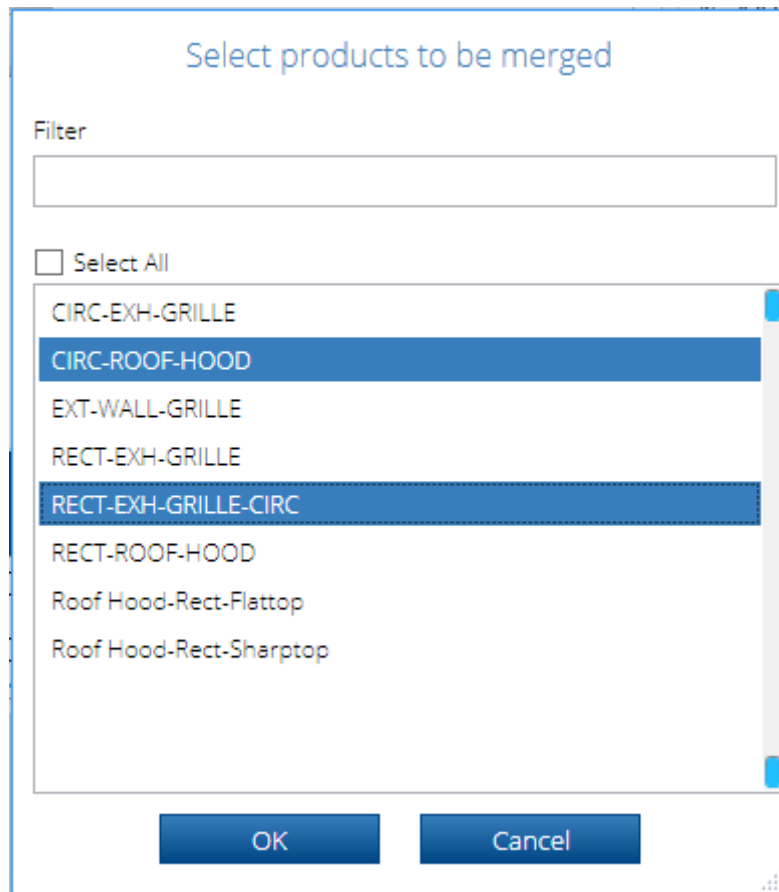 Select products to be merged
Filter
Select All
CIRC-EXH-GRILLE
CIRC-ROOF-HOOD
EXT-WALL-GRILLE
RECT-EXH-GRILLE
RECT-EXH-GRILLE-CIRC
RECT-ROOF-HOOD
Roof Hood-Rect-Flattop
Roof Hood-Rect-Sharptop
OK
Cancel